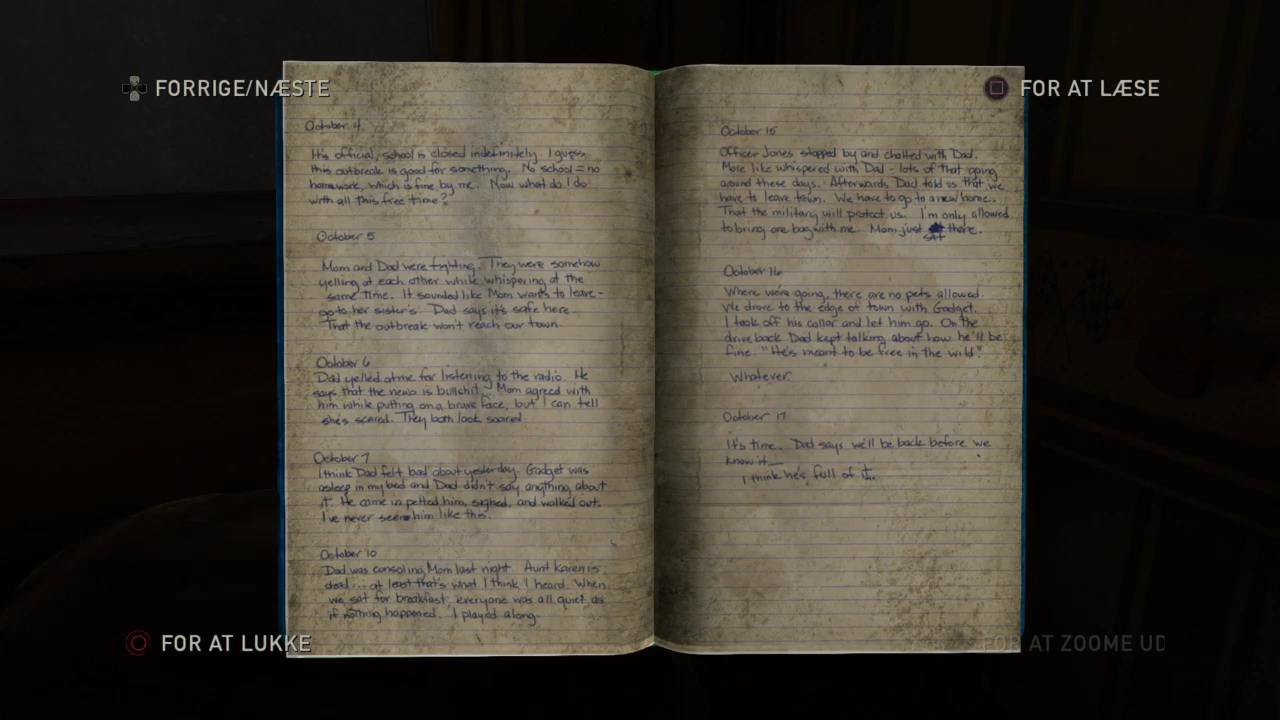 FORRIGE/NÆSTE
FOR AT LÆSE
October 4
It's official, school is closed indefinitely. I guess
this outbreak is good for something. No school = no
homework, which is fine by me. Now what do I do
with all this free time?
October 5
Mom and Dad were fighting. They were somehow
yelling at each other while whispering at the
same time. It sounded like Mom wants to leave -
go to her sister's. Dad says it's safe here.
That the outbreak won't reach our town.
October 6
Dad yelled at me for listening to the radio. He
says that the news is bullshit. Mom agreed with
him while putting on a brave face, but I can tell
she's scared. They both look scared.
October 7
I think Dad felt bad about yesterday. Gadget was
asleep in my bed and Dad didn't say anything about
it. He came in petted him, sighed, and walked out.
I've never seen him like this.
October 10
Dad was consoling Mom last night. Aunt Karen is
dead... at least that's what I think I heard. When
we sat for breakfast, everyone was all quiet as
if nothing happened. I played along.
October 15
Officer Jones stopped by and chatted with Dad.
More like whispered with Dad - lots of that going
around these days. Afterwards Dad told us that we
have to leave town. We have to go to a new home.
That the military will protect us. I'm only allowed
to bring one bag with me. Mom just sat there.
October 16
Where we're going, there are no pets allowed.
We drove to the edge of town with Gadget.
I took off his collar and let him go. On the
drive back Dad kept talking about how he'll be
fine. "He's meant to be free in the wild."
Whatever.
October 17
It's time. Dad says we'll be back before we
know it
I think he's full of it.
FOR AT LUKKE
FOR AT ZOOME UD